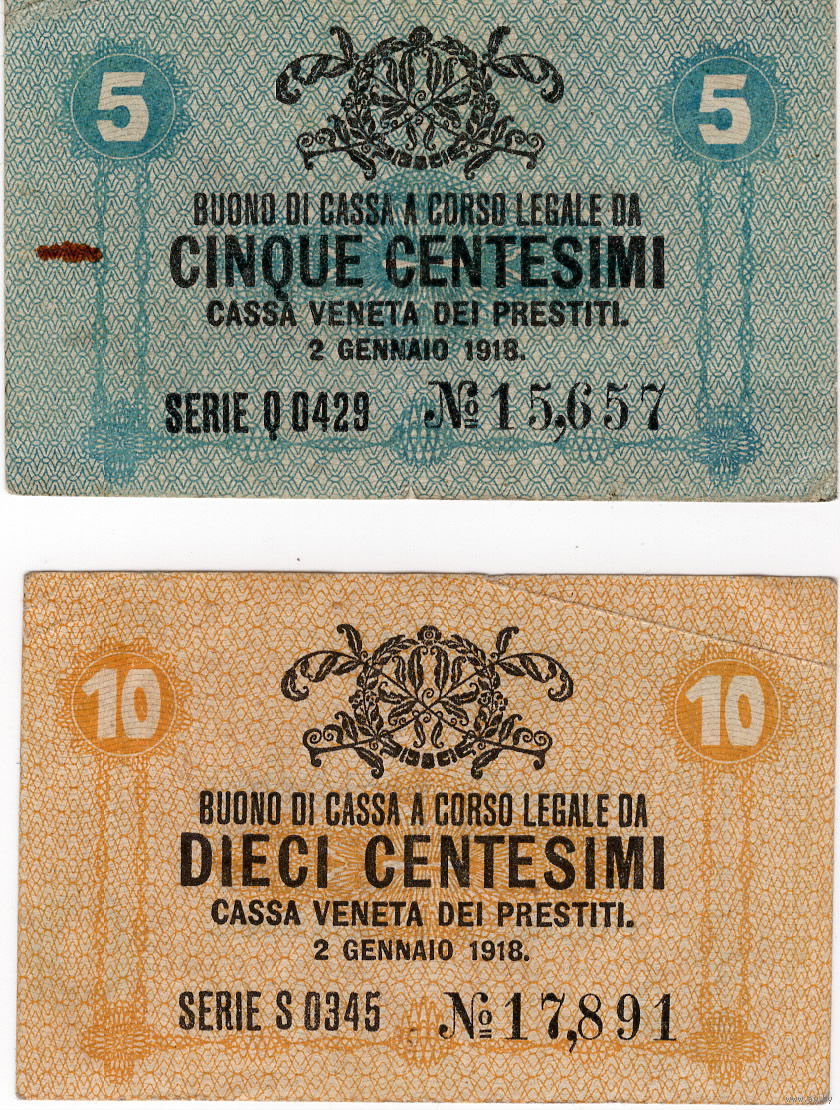 5 5
BUONO DI CASSA A CORSO LEGALE DA
CINQUE CENTESIMI
CASSA VENETA DEI PRESTITI.
2 GENNAIO 1918.
SERIE Q 0429 No 15,657
10 10
BUONO DI CASSA A CORSO LEGALE DA
DIECI CENTESIMI
CASSA VENETA DEI PRESTITI.
2 GENNAIO 1918.
SERIE S 0345 No 17,891